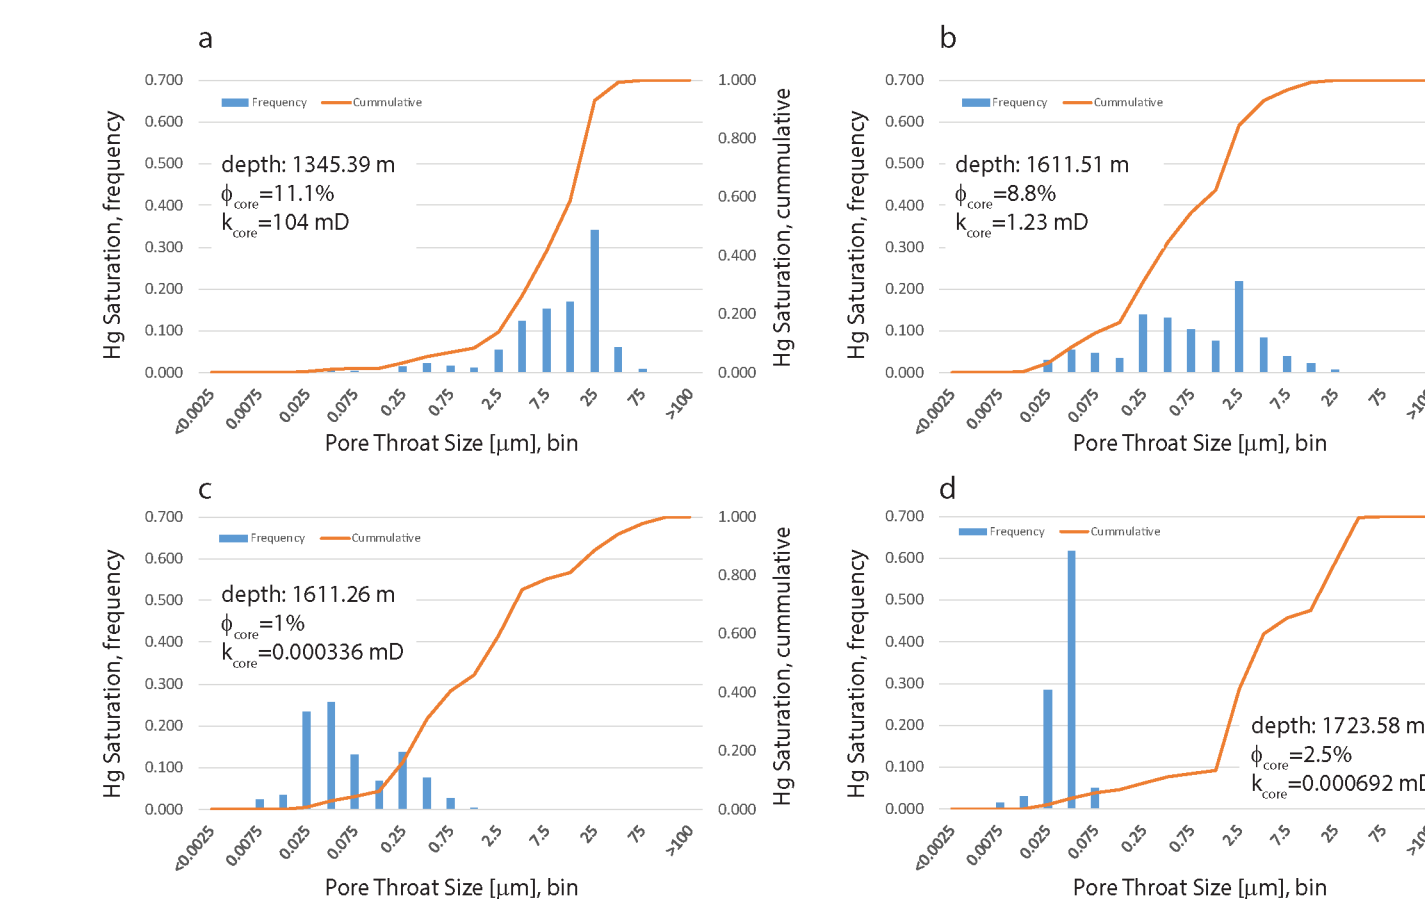 a
0.700
0.600
0.500
0.400
0.300
0.200
0.100
0.000
1.000
0.800
0.600
0.400
0.200
0.000
Hg Saturation, frequency
Hg Saturation, cummulative
Frequency Cummulative
depth: 1345.39 m
ϕcore=11.1%
kcore=104 mD
<0.0025 0.0075 0.025 0.075 0.25 0.75 2.5 7.5 25 75 >100
Pore Throat Size [μm], bin
b
0.700
0.600
0.500
0.400
0.300
0.200
0.100
0.000
Hg Saturation, frequency
Frequency Cummulative
depth: 1611.51 m
ϕcore=8.8%
kcore=1.23 mD
<0.0025 0.0075 0.025 0.075 0.25 0.75 2.5 7.5 25 75 >100
Pore Throat Size [μm], bin
c
0.700
0.600
0.500
0.400
0.300
0.200
0.100
0.000
1.000
0.800
0.600
0.400
0.200
0.000
Hg Saturation, frequency
Hg Saturation, cummulative
Frequency Cummulative
depth: 1611.26 m
ϕcore=1%
kcore=0.000336 mD
<0.0025 0.0075 0.025 0.075 0.25 0.75 2.5 7.5 25 75 >100
Pore Throat Size [μm], bin
d
0.700
0.600
0.500
0.400
0.300
0.200
0.100
0.000
Hg Saturation, frequency
Frequency Cummulative
depth: 1723.58 m
ϕcore=2.5%
kcore=0.000692 mD
<0.0025 0.0075 0.025 0.075 0.25 0.75 2.5 7.5 25 75 >100
Pore Throat Size [μm], bin